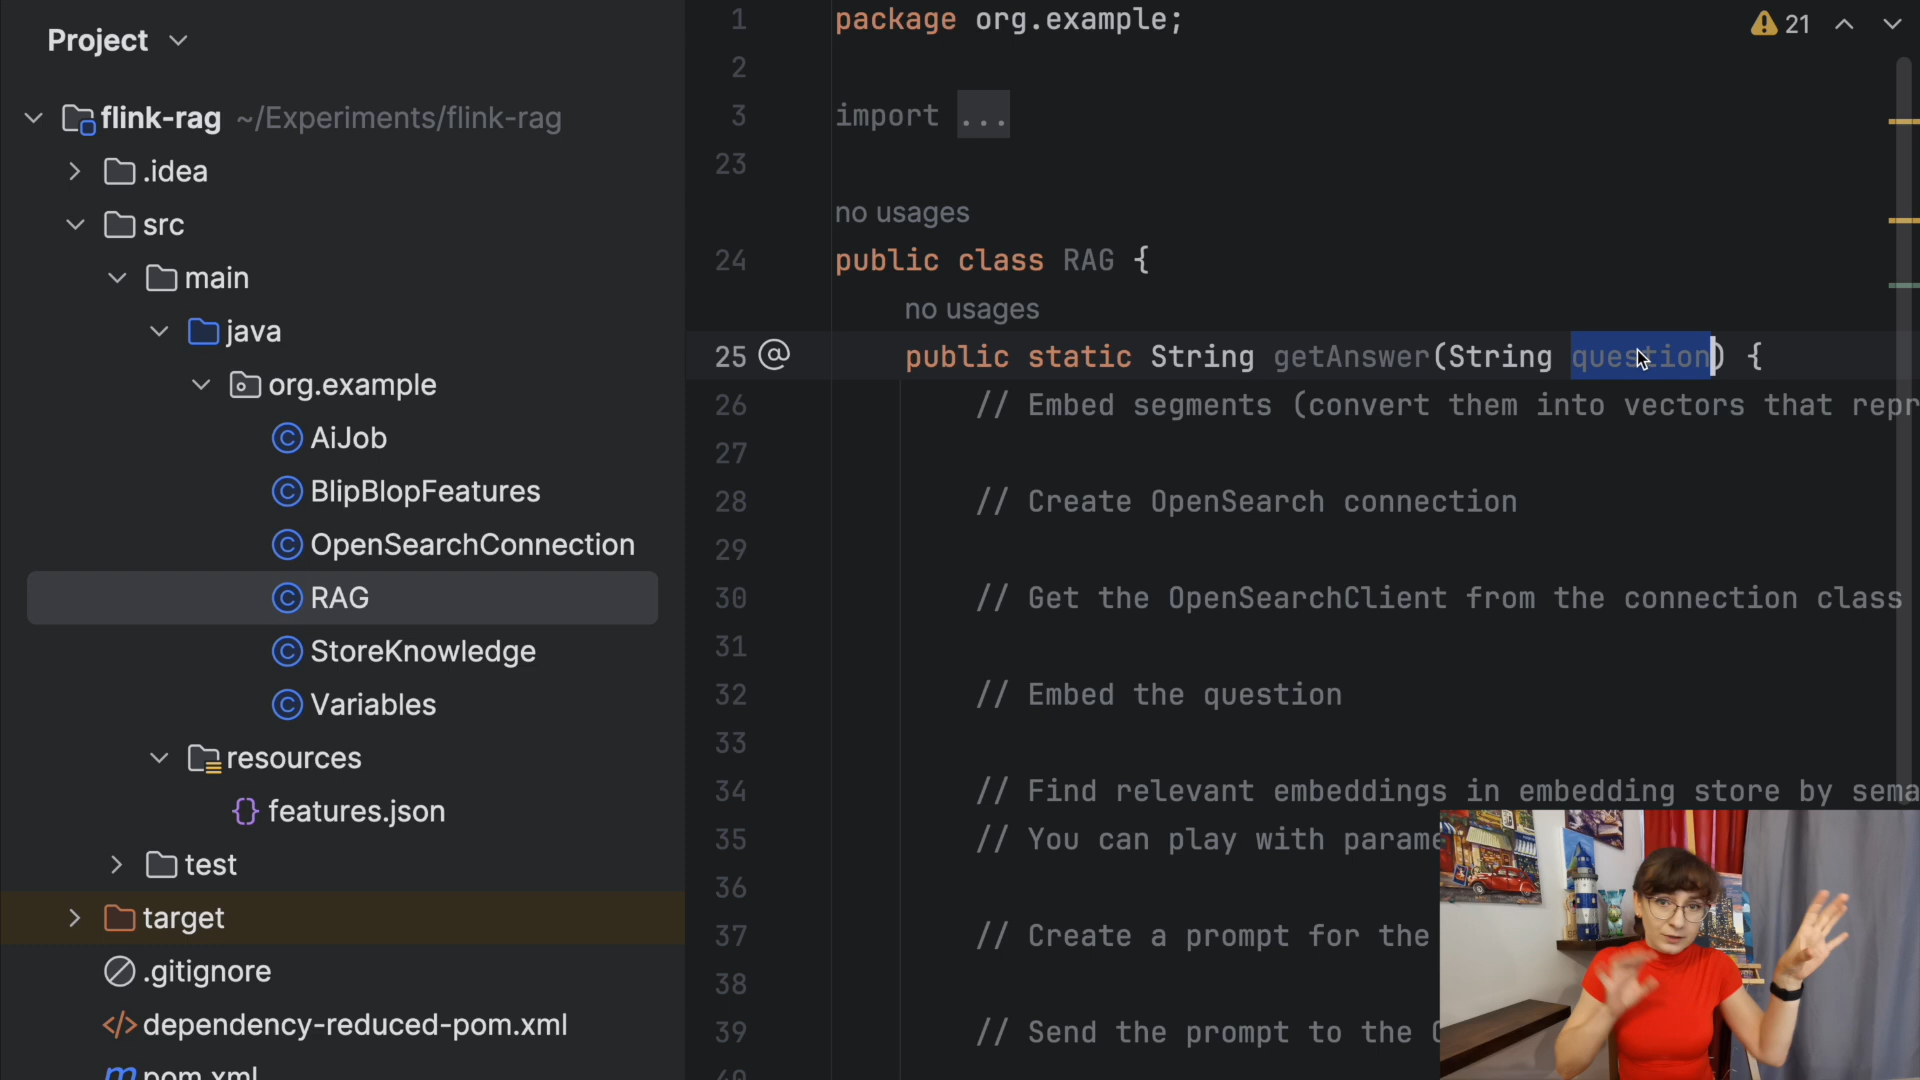 Project
flink-rag ~/Experiments/flink-rag
.idea
src
main
java
org.example
AiJob
BlipBlopFeatures
OpenSearchConnection
RAG
StoreKnowledge
Variables
resources
features.json
test
target
.gitignore
dependency-reduced-pom.xml
pom.xml
21
1 package org.example;
2
3 import ...
23
no usages
24 public class RAG {
no usages
25 @ public static String getAnswer(String question) {
26 // Embed segments (convert them into vectors that repr
27
28 // Create OpenSearch connection
29
30 // Get the OpenSearchClient from the connection class
31
32 // Embed the question
33
34 // Find relevant embeddings in embedding store by sema
35 // You can play with parame
36
37 // Create a prompt for the
38
39 // Send the prompt to the
40